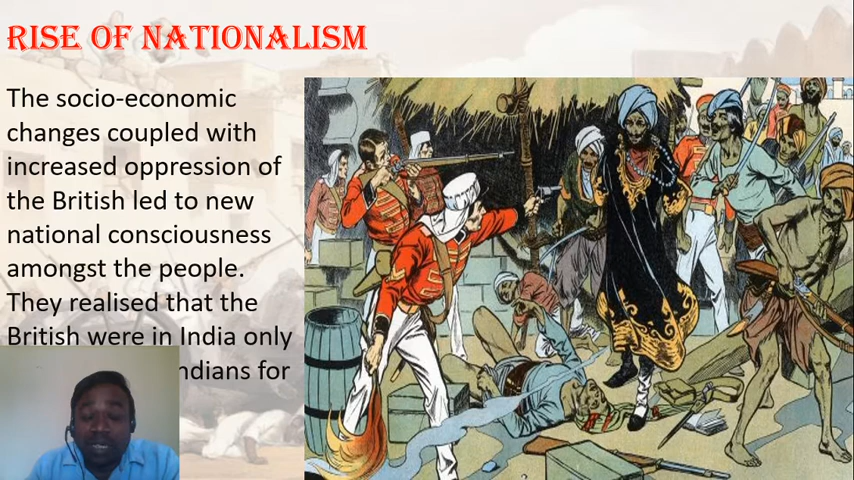 RISE OF NATIONALISM
The socio-economic
changes coupled with
increased oppression of
the British led to new
national consciousness
amongst the people.
They realised that the
British were in India only
ndians for